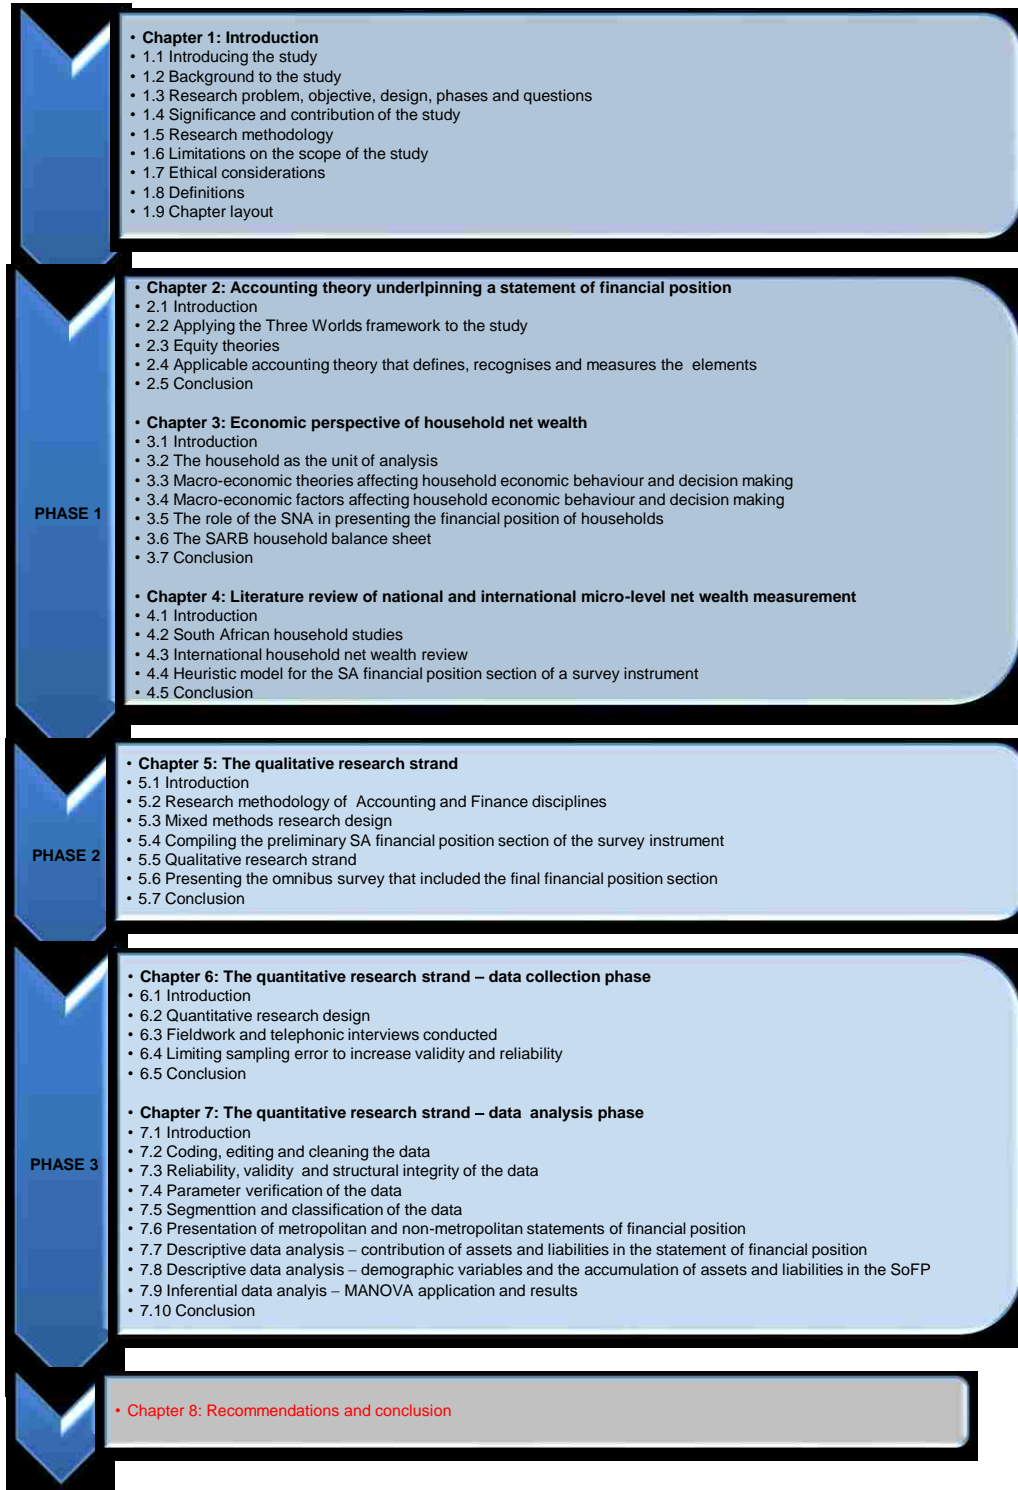 • Chapter 1: Introduction
• 1.1 Introducing the study
• 1.2 Background to the study
• 1.3 Research problem, objective, design, phases and questions
• 1.4 Significance and contribution of the study
• 1.5 Research methodology
• 1.6 Limitations on the scope of the study
• 1.7 Ethical considerations
• 1.8 Definitions
• 1.9 Chapter layout
PHASE 1
• Chapter 2: Accounting theory underlpinning a statement of financial position
• 2.1 Introduction
• 2.2 Applying the Three Worlds framework to the study
• 2.3 Equity theories
• 2.4 Applicable accounting theory that defines, recognises and measures the elements
• 2.5 Conclusion
• Chapter 3: Economic perspective of household net wealth
• 3.1 Introduction
• 3.2 The household as the unit of analysis
• 3.3 Macro-economic theories affecting household economic behaviour and decision making
• 3.4 Macro-economic factors affecting household economic behaviour and decision making
• 3.5 The role of the SNA in presenting the financial position of households
• 3.6 The SARB household balance sheet
• 3.7 Conclusion
• Chapter 4: Literature review of national and international micro-level net wealth measurement
• 4.1 Introduction
• 4.2 South African household studies
• 4.3 International household net wealth review
• 4.4 Heuristic model for the SA financial position section of a survey instrument
• 4.5 Conclusion
PHASE 2
• Chapter 5: The qualitative research strand
• 5.1 Introduction
• 5.2 Research methodology of Accounting and Finance disciplines
• 5.3 Mixed methods research design
• 5.4 Compiling the preliminary SA financial position section of the survey instrument
• 5.5 Qualitative research strand
• 5.6 Presenting the omnibus survey that included the final financial position section
• 5.7 Conclusion
PHASE 3
• Chapter 6: The quantitative research strand – data collection phase
• 6.1 Introduction
• 6.2 Quantitative research design
• 6.3 Fieldwork and telephonic interviews conducted
• 6.4 Limiting sampling error to increase validity and reliability
• 6.5 Conclusion
• Chapter 7: The quantitative research strand – data analysis phase
• 7.1 Introduction
• 7.2 Coding, editing and cleaning the data
• 7.3 Reliability, validity and structural integrity of the data
• 7.4 Parameter verification of the data
• 7.5 Segmenttion and classification of the data
• 7.6 Presentation of metropolitan and non-metropolitan statements of financial position
• 7.7 Descriptive data analysis – contribution of assets and liabilities in the statement of financial position
• 7.8 Descriptive data analysis – demographic variables and the accumulation of assets and liabilities in the SoFP
• 7.9 Inferential data analyis – MANOVA application and results
• 7.10 Conclusion
• Chapter 8: Recommendations and conclusion